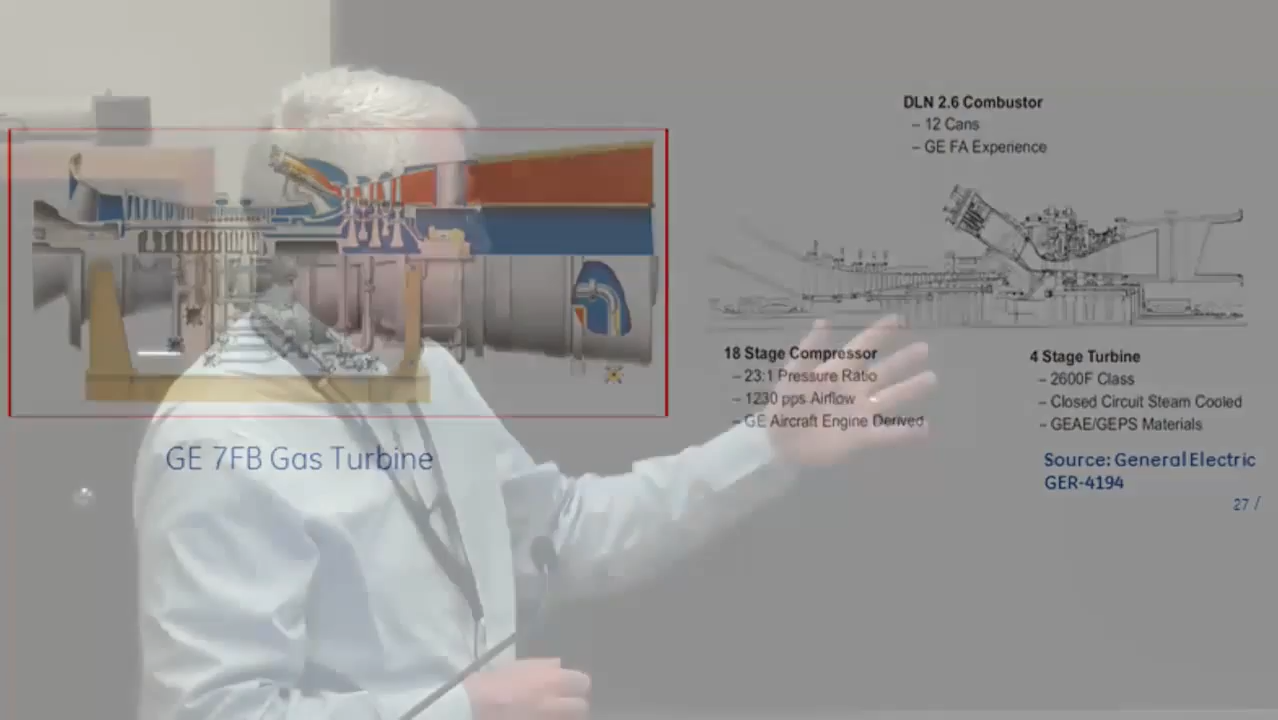 DLN 2.6 Combustor
– 12 Cans
– GE FA Experience
18 Stage Compressor
– 23:1 Pressure Ratio
– 1230 pps Airflow
– GE Aircraft Engine Derived
4 Stage Turbine
– 2600F Class
– Closed Circuit Steam Cooled
– GEAE/GEPS Materials
GE 7FB Gas Turbine
Source: General Electric
GER-4194
27 /